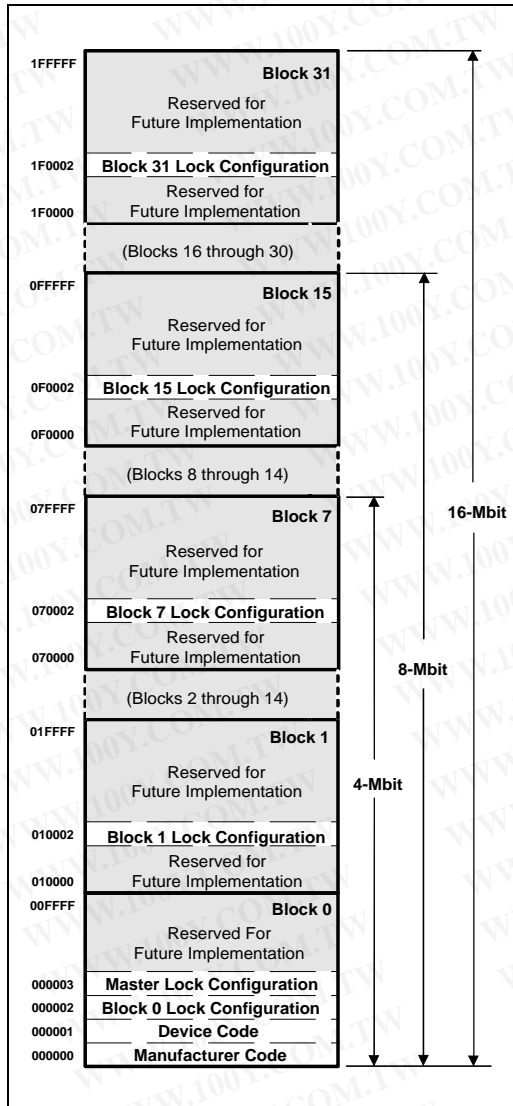 1FFFFF
Block 31
Reserved for
Future Implementation
1F0002
Block 31 Lock Configuration
Reserved for
Future Implementation
1F0000
(Blocks 16 through 30)
0FFFFF
Block 15
Reserved for
Future Implementation
0F0002
Block 15 Lock Configuration
Reserved for
Future Implementation
0F0000
(Blocks 8 through 14)
07FFFF
Block 7
Reserved for
Future Implementation
070002
Block 7 Lock Configuration
Reserved for
Future Implementation
070000
(Blocks 2 through 14)
01FFFF
Block 1
Reserved for
Future Implementation
010002
Block 1 Lock Configuration
Reserved for
Future Implementation
010000
00FFFF
Block 0
Reserved For
Future Implementation
000003
Master Lock Configuration
000002
Block 0 Lock Configuration
000001
Device Code
000000
Manufacturer Code
4-Mbit
8-Mbit
16-Mbit
WWW.100Y.COM.TW